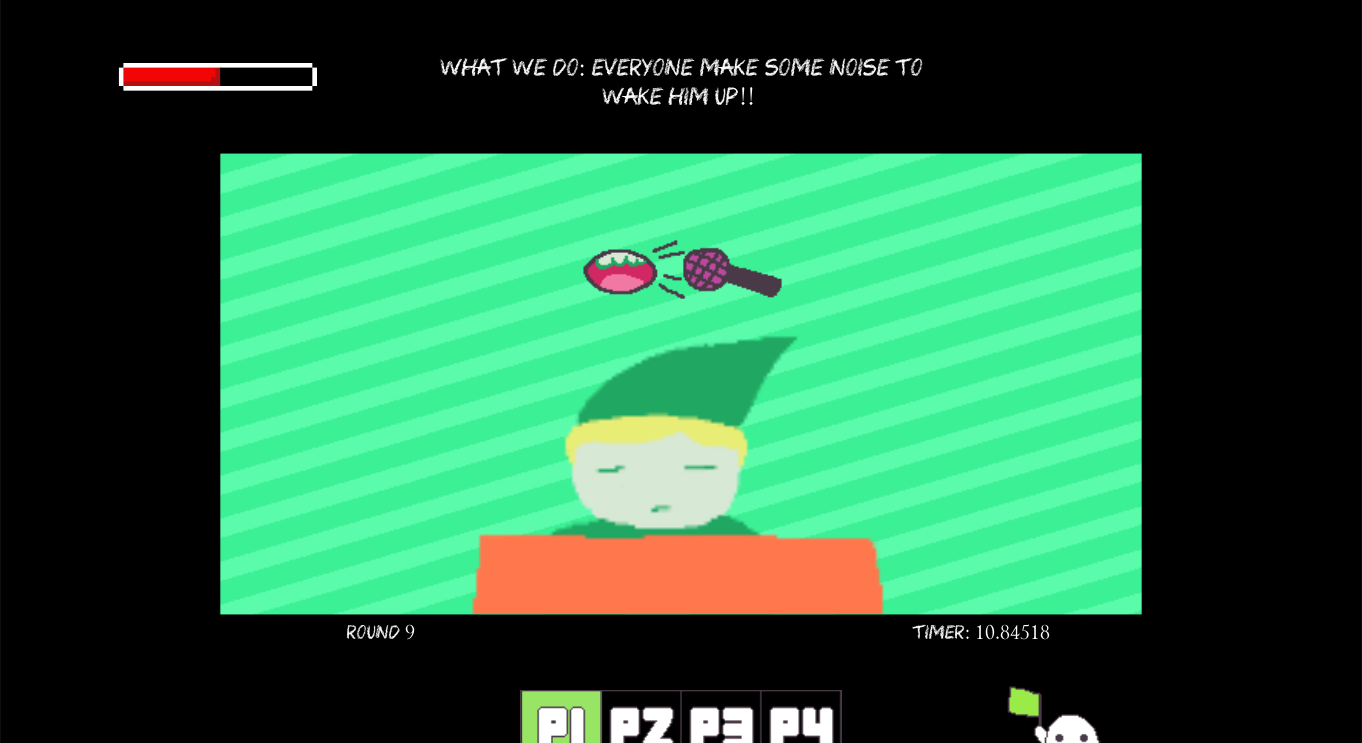 WHAT WE DO: EVERYONE MAKE SOME NOISE TO
WAKE HIM UP!!
ROUND 9
TIMER: 10.84518
P1 P2 P3 P4